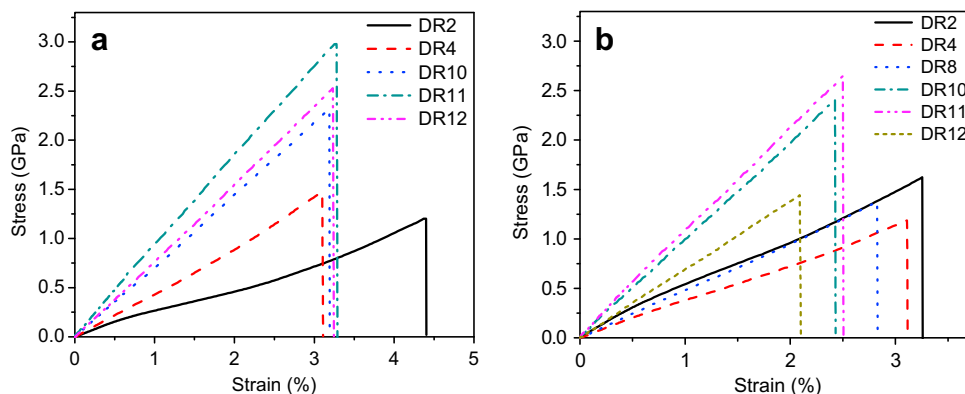 a
DR2
DR4
DR10
DR11
DR12
3.0
2.5
2.0
1.5
1.0
0.5
0.0
Stress (GPa)
0
1
2
3
4
5
Strain (%)
b
DR2
DR4
DR8
DR10
DR11
DR12
3.0
2.5
2.0
1.5
1.0
0.5
0.0
Stress (GPa)
0
1
2
3
Strain (%)